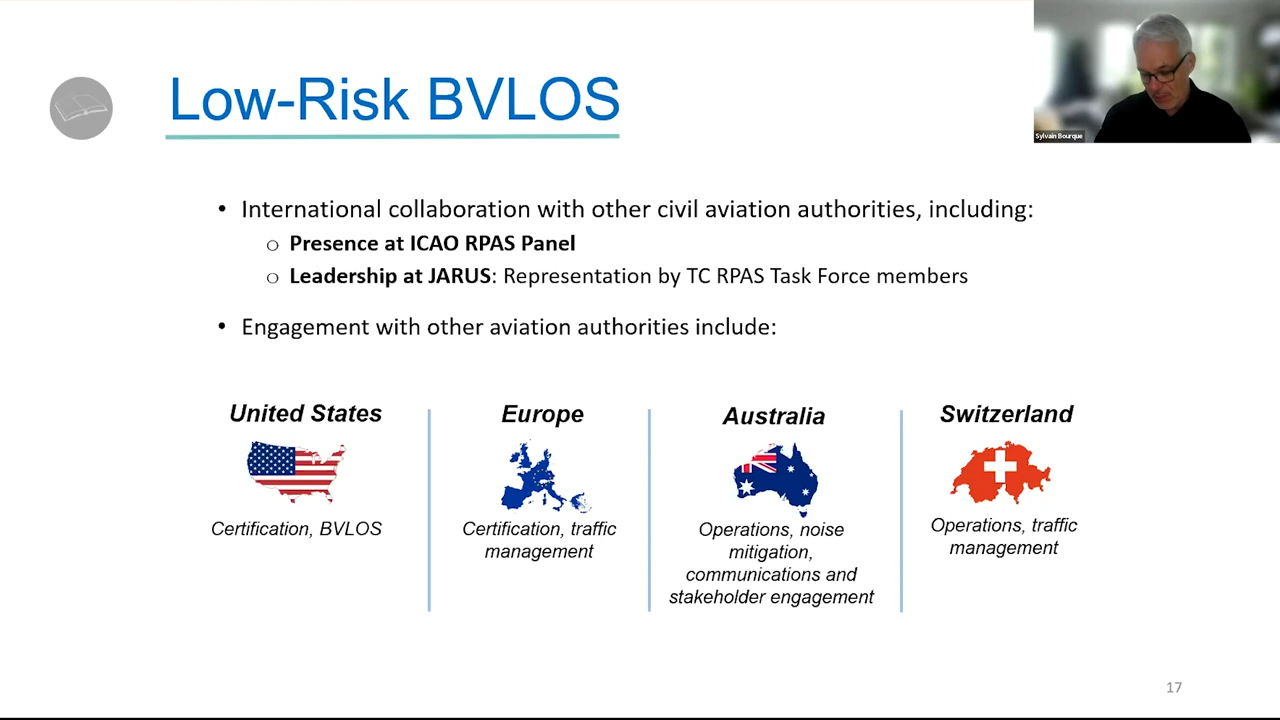 Low-Risk BVLOS
Sylvain Bourque
• International collaboration with other civil aviation authorities, including:
○ Presence at ICAO RPAS Panel
○ Leadership at JARUS: Representation by TC RPAS Task Force members
• Engagement with other aviation authorities include:
United States
Certification, BVLOS
Europe
Certification, traffic
management
Australia
Operations, noise
mitigation,
communications and
stakeholder engagement
Switzerland
Operations, traffic
management
17